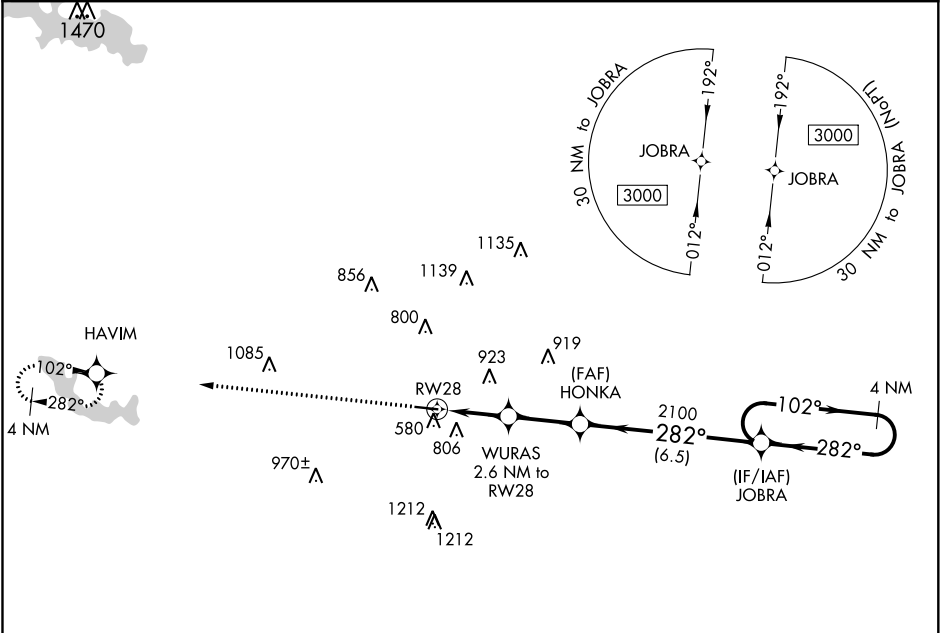 1470
30 NM to JOBRA
192°
JOBRA
3000
012°
192°
3000
JOBRA
012°
30 NM to JOBRA (NoPT)
1135
1139
856
800
919
923
1085
HAVIM
102°
282°
4 NM
RW28
580
806
(FAF)
HONKA
WURAS
2.6 NM to
RW28
2100
282°
(6.5)
102°
4 NM
282°
(IF/IAF)
JOBRA
970±
1212
1212